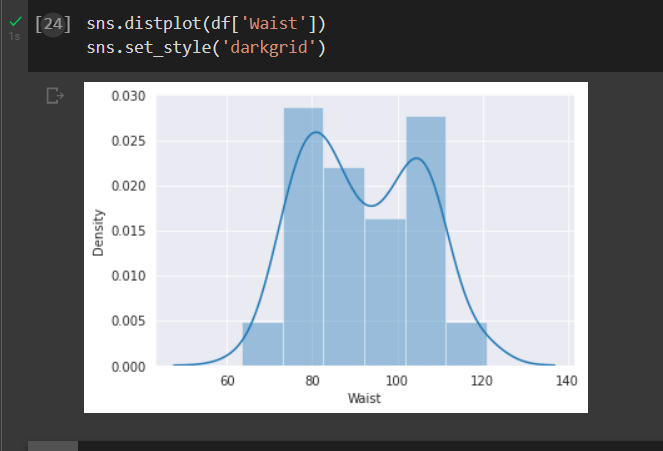 [24] sns.distplot(df['Waist'])
sns.set_style('darkgrid')
1s
0.030
0.025
0.020
0.015
0.010
0.005
0.000
Density
60 80 100 120 140
Waist